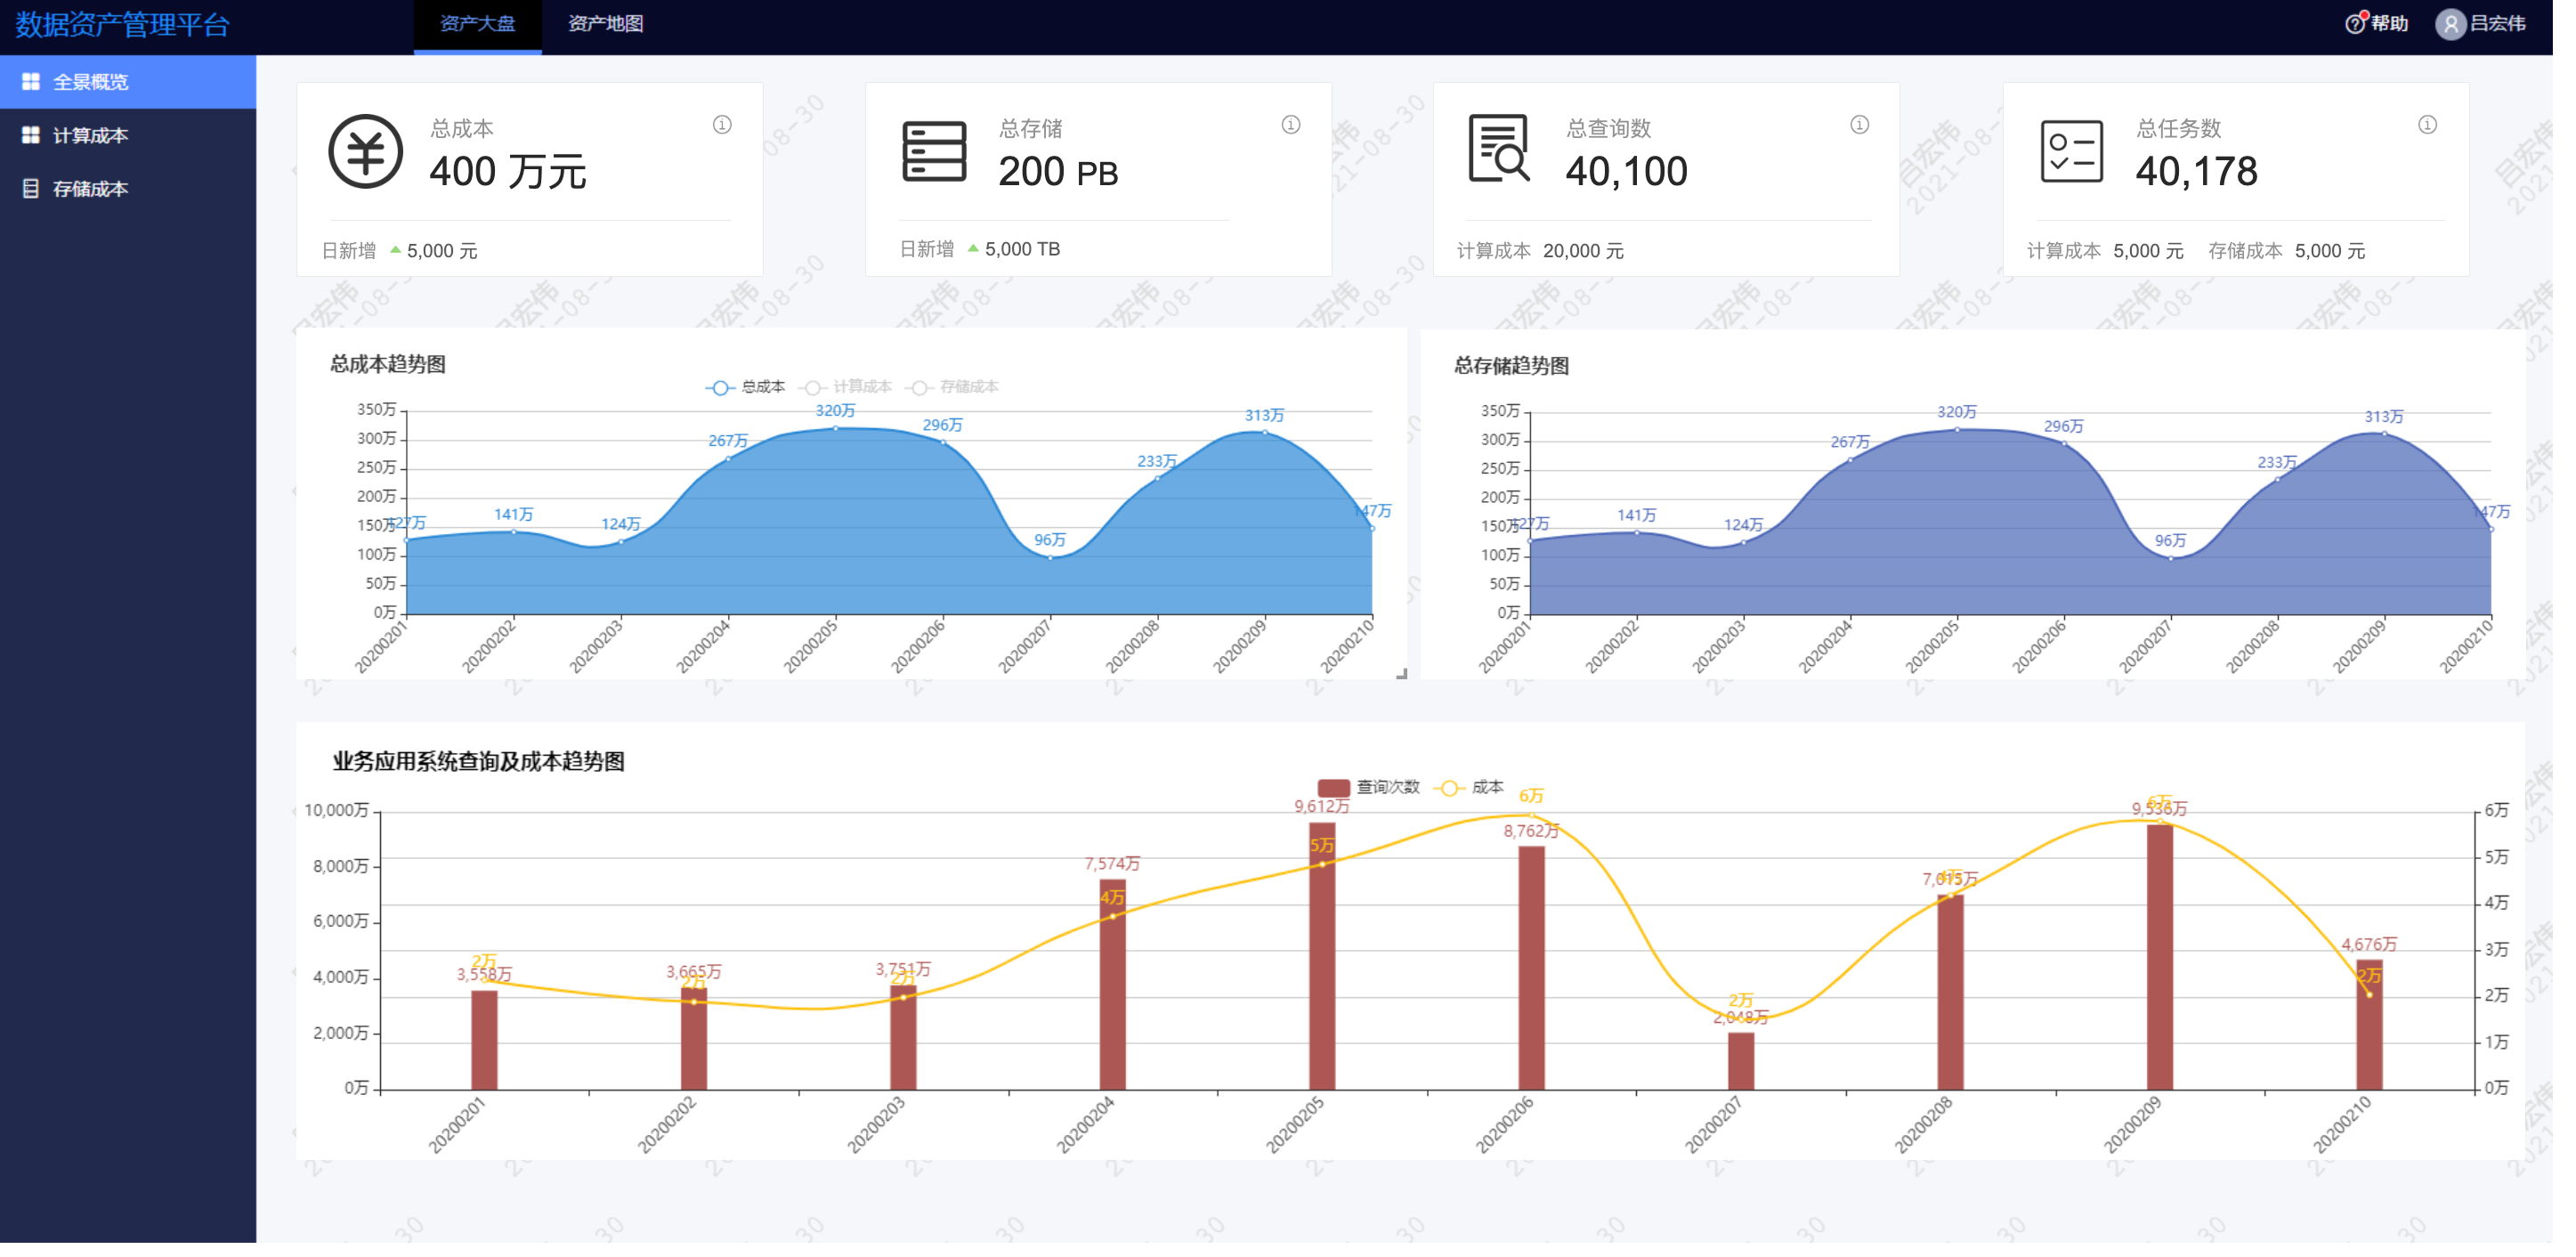 数据资产管理平台
资产大盘
资产地图
帮助
吕宏伟
全景概览
计算成本
存储成本
总成本
400 万元
日新增 5,000 元
总存储
200 PB
日新增 5,000 TB
总查询数
40,100
计算成本 20,000 元
总任务数
40,178
计算成本 5,000 元 存储成本 5,000 元
总成本趋势图
总成本 计算成本 存储成本
350万
300万
250万
200万
150万
100万
50万
0万
127万
141万
124万
267万
320万
296万
96万
233万
313万
147万
20200201
20200202
20200203
20200204
20200205
20200206
20200207
20200208
20200209
20200210
总存储趋势图
350万
300万
250万
200万
150万
100万
50万
0万
127万
141万
124万
267万
320万
296万
96万
233万
313万
147万
20200201
20200202
20200203
20200204
20200205
20200206
20200207
20200208
20200209
20200210
业务应用系统查询及成本趋势图
查询次数 成本
10,000万
8,000万
6,000万
4,000万
2,000万
0万
3,558万
3,665万
3,751万
7,574万
9,612万
8,762万
2,048万
7,015万
9,536万
4,676万
2万
2万
2万
4万
5万
6万
2万
4万
6万
2万
6万
5万
4万
3万
2万
1万
0万
20200201
20200202
20200203
20200204
20200205
20200206
20200207
20200208
20200209
20200210
吕宏伟
2021-08-30